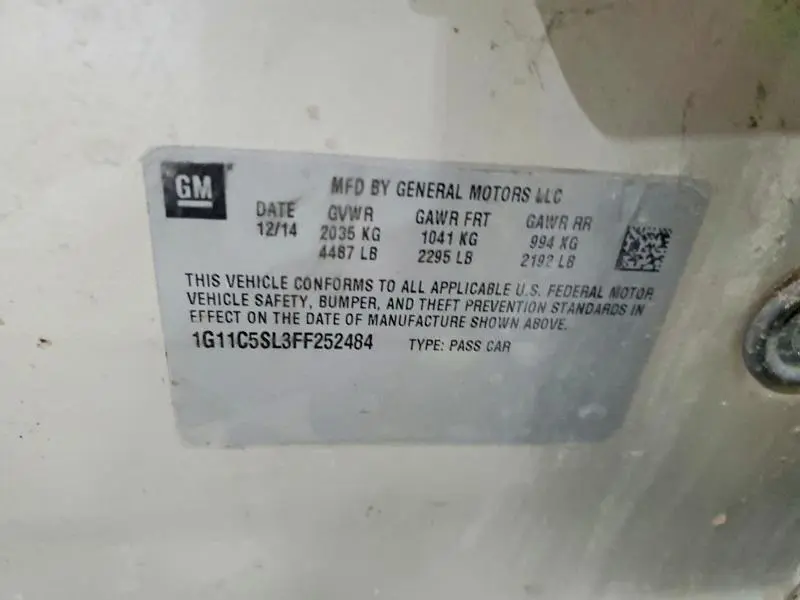 GM
MFD BY GENERAL MOTORS LLC
DATE GVWR GAWR FRT GAWR RR
12/14 2035 KG 1041 KG 994 KG
4487 LB 2295 LB 2192 LB
THIS VEHICLE CONFORMS TO ALL APPLICABLE U.S. FEDERAL MOTOR
VEHICLE SAFETY, BUMPER, AND THEFT PREVENTION STANDARDS IN
EFFECT ON THE DATE OF MANUFACTURE SHOWN ABOVE.
1G11C5SL3FF252484 TYPE: PASS CAR